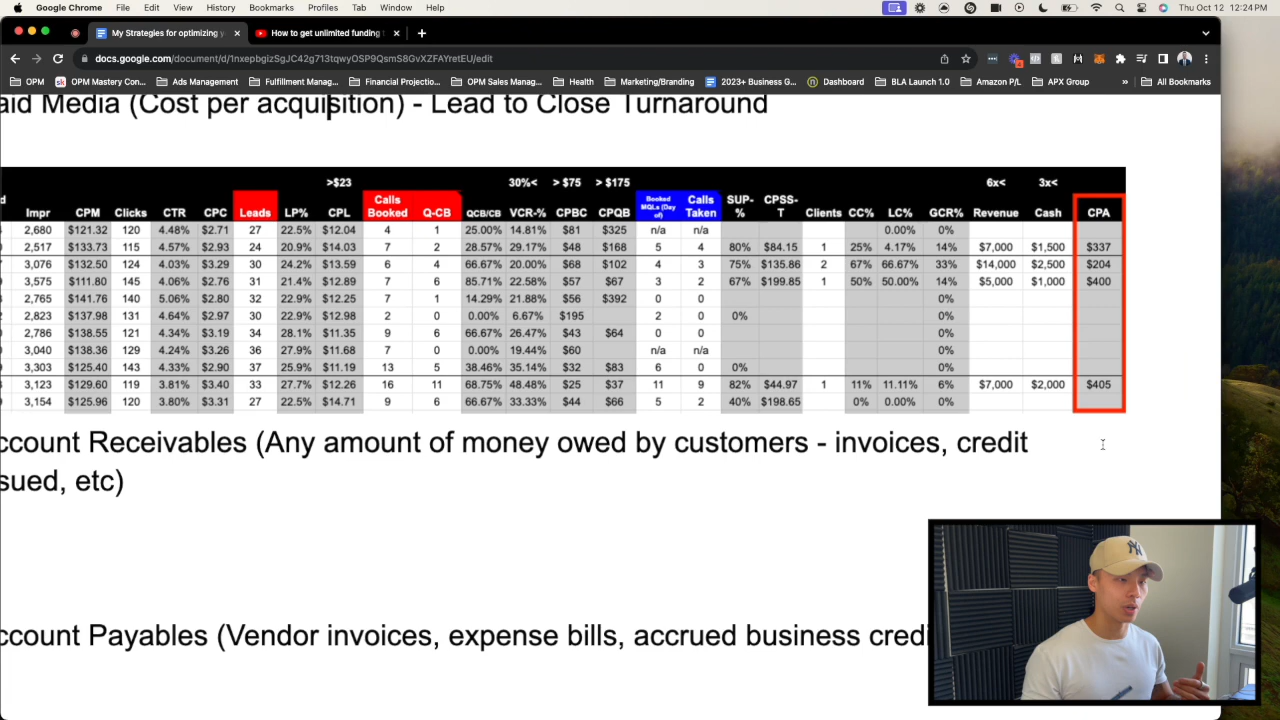 Google Chrome File Edit View History Bookmarks Profiles Tab Window Help Thu Oct 12 12:24 PM
My Strategies for optimizing y How to get unlimited funding
docs.google.com/document/d/1nxepbgizSgJC42g713tqwyOSP9QsmS8GvXZFAYretEU/edit
OPM OPM Mastery Con... Ads Management Fulfillment Manag... Financial Projectio... OPM Sales Manag... Health Marketing/Branding 2023+ Business G... Dashboard BLA Launch 1.0 Amazon P/L APX Group » All Bookmarks
aid Media (Cost per acquisition) - Lead to Close Turnaround
>$23 30%< > $75 > $175 6x< 3x<
Impr CPM Clicks CTR CPC Leads LP% CPL Calls Booked Q-CB QCB/CB VCR-% CPBC CPQB Booked MQLs (Day of) Calls Taken SUP-% CPSS-T Clients CC% LC% GCR% Revenue Cash CPA
2,680 $121.32 120 4.48% $2.71 27 22.5% $12.04 4 1 25.00% 14.81% $81 $325 n/a n/a 0.00% 0%
2,517 $133.73 115 4.57% $2.93 24 20.9% $14.03 7 2 28.57% 29.17% $48 $168 5 4 80% $84.15 1 25% 4.17% 14% $7,000 $1,500 $337
3,076 $132.50 124 4.03% $3.29 30 24.2% $13.59 6 4 66.67% 20.00% $68 $102 4 3 75% $135.86 2 67% 66.67% 33% $14,000 $2,500 $204
3,575 $111.80 145 4.06% $2.76 31 21.4% $12.89 7 6 85.71% 22.58% $57 $67 3 2 67% $199.85 1 50% 50.00% 14% $5,000 $1,000 $400
2,765 $141.76 140 5.06% $2.80 32 22.9% $12.25 7 1 14.29% 21.88% $56 $392 0 0 0%
2,823 $137.98 131 4.64% $2.97 30 22.9% $12.98 2 0 0.00% 6.67% $195 2 0 0% 0%
2,786 $138.55 121 4.34% $3.19 34 28.1% $11.35 9 6 66.67% 26.47% $43 $64 0 0 0%
3,040 $138.36 129 4.24% $3.26 36 27.9% $11.68 7 0 0.00% 19.44% $60 n/a n/a 0%
3,303 $125.40 143 4.33% $2.90 37 25.9% $11.19 13 5 38.46% 35.14% $32 $83 6 0 0% 0%
3,123 $129.60 119 3.81% $3.40 33 27.7% $12.26 16 11 68.75% 48.48% $25 $37 11 9 82% $44.97 1 11% 11.11% 6% $7,000 $2,000 $405
3,154 $125.96 120 3.80% $3.31 27 22.5% $14.71 9 6 66.67% 33.33% $44 $66 5 2 40% $198.65 0% 0.00% 0%
ccount Receivables (Any amount of money owed by customers - invoices, credit
sued, etc)
ccount Payables (Vendor invoices, expense bills, accrued business credi